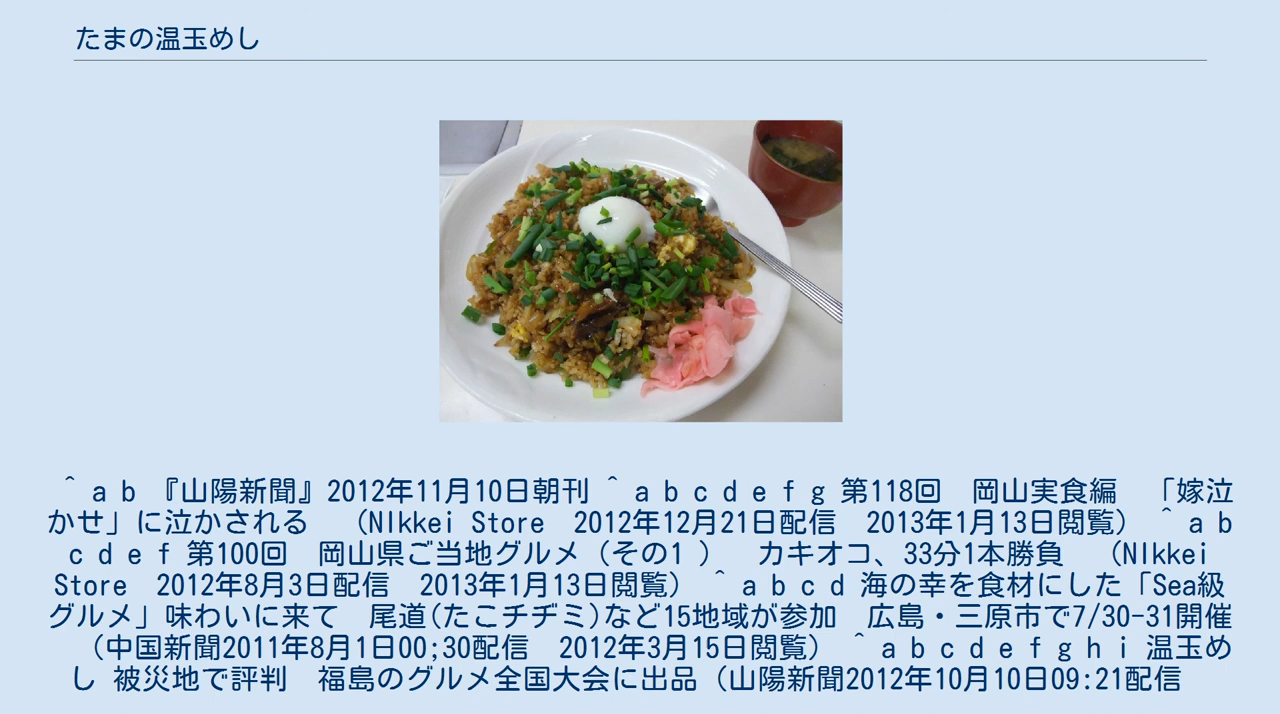 たまの温玉めし
^ a b 『山陽新聞』2012年11月10日朝刊 ^ a b c d e f g 第118回　岡山実食編　「嫁泣
かせ」に泣かされる　（NIkkei Store　2012年12月21日配信　2013年1月13日閲覧） ^ a b
c d e f 第100回　岡山県ご当地グルメ（その1 ）　カキオコ、33分1本勝負　（NIkkei
Store　2012年8月3日配信　2013年1月13日閲覧） ^ a b c d 海の幸を食材にした「Sea級
グルメ」味わいに来て　尾道(たこチヂミ)など15地域が参加　広島・三原市で7/30-31開催
（中国新聞2011年8月1日00;30配信　2012年3月15日閲覧） ^ a b c d e f g h i 温玉め
し 被災地で評判　福島のグルメ全国大会に出品（山陽新聞2012年10月10日09:21配信